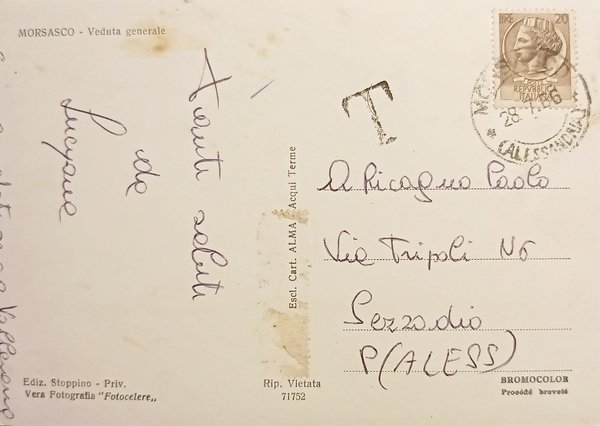 MORSASCO - Veduta generale
Tanti saluti
da
Luciana
Ediz. Stoppino - Priv.
Vera Fotografia "Fotocelere„
Escl. Cart. ALMA - Acqui Terme
Rip. Vietata
71752
T
LIRE 20
REPUBBLICA
ITALIANA
(ALESSANDRIA)
A Ricagno Paolo
Via Tripoli N6
Sezzadio
P(ALESS)
BROMOCOLOR
Procédé breveté